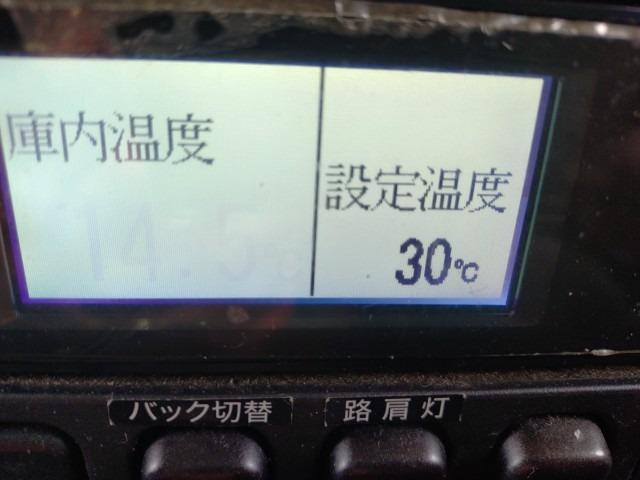 庫内温度
14.5℃
設定温度
30℃
バック切替
路肩灯